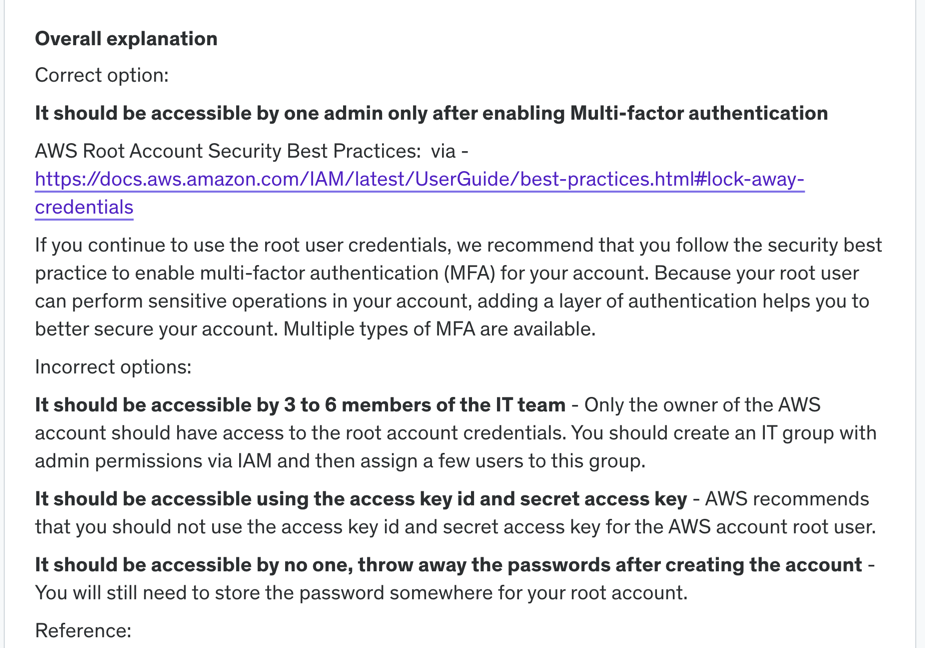 Overall explanation
Correct option:
It should be accessible by one admin only after enabling Multi-factor authentication
AWS Root Account Security Best Practices:  via -
https://docs.aws.amazon.com/IAM/latest/UserGuide/best-practices.html#lock-away-
credentials
If you continue to use the root user credentials, we recommend that you follow the security best
practice to enable multi-factor authentication (MFA) for your account. Because your root user
can perform sensitive operations in your account, adding a layer of authentication helps you to
better secure your account. Multiple types of MFA are available.
Incorrect options:
It should be accessible by 3 to 6 members of the IT team - Only the owner of the AWS
account should have access to the root account credentials. You should create an IT group with
admin permissions via IAM and then assign a few users to this group.
It should be accessible using the access key id and secret access key - AWS recommends
that you should not use the access key id and secret access key for the AWS account root user.
It should be accessible by no one, throw away the passwords after creating the account -
You will still need to store the password somewhere for your root account.
Reference: